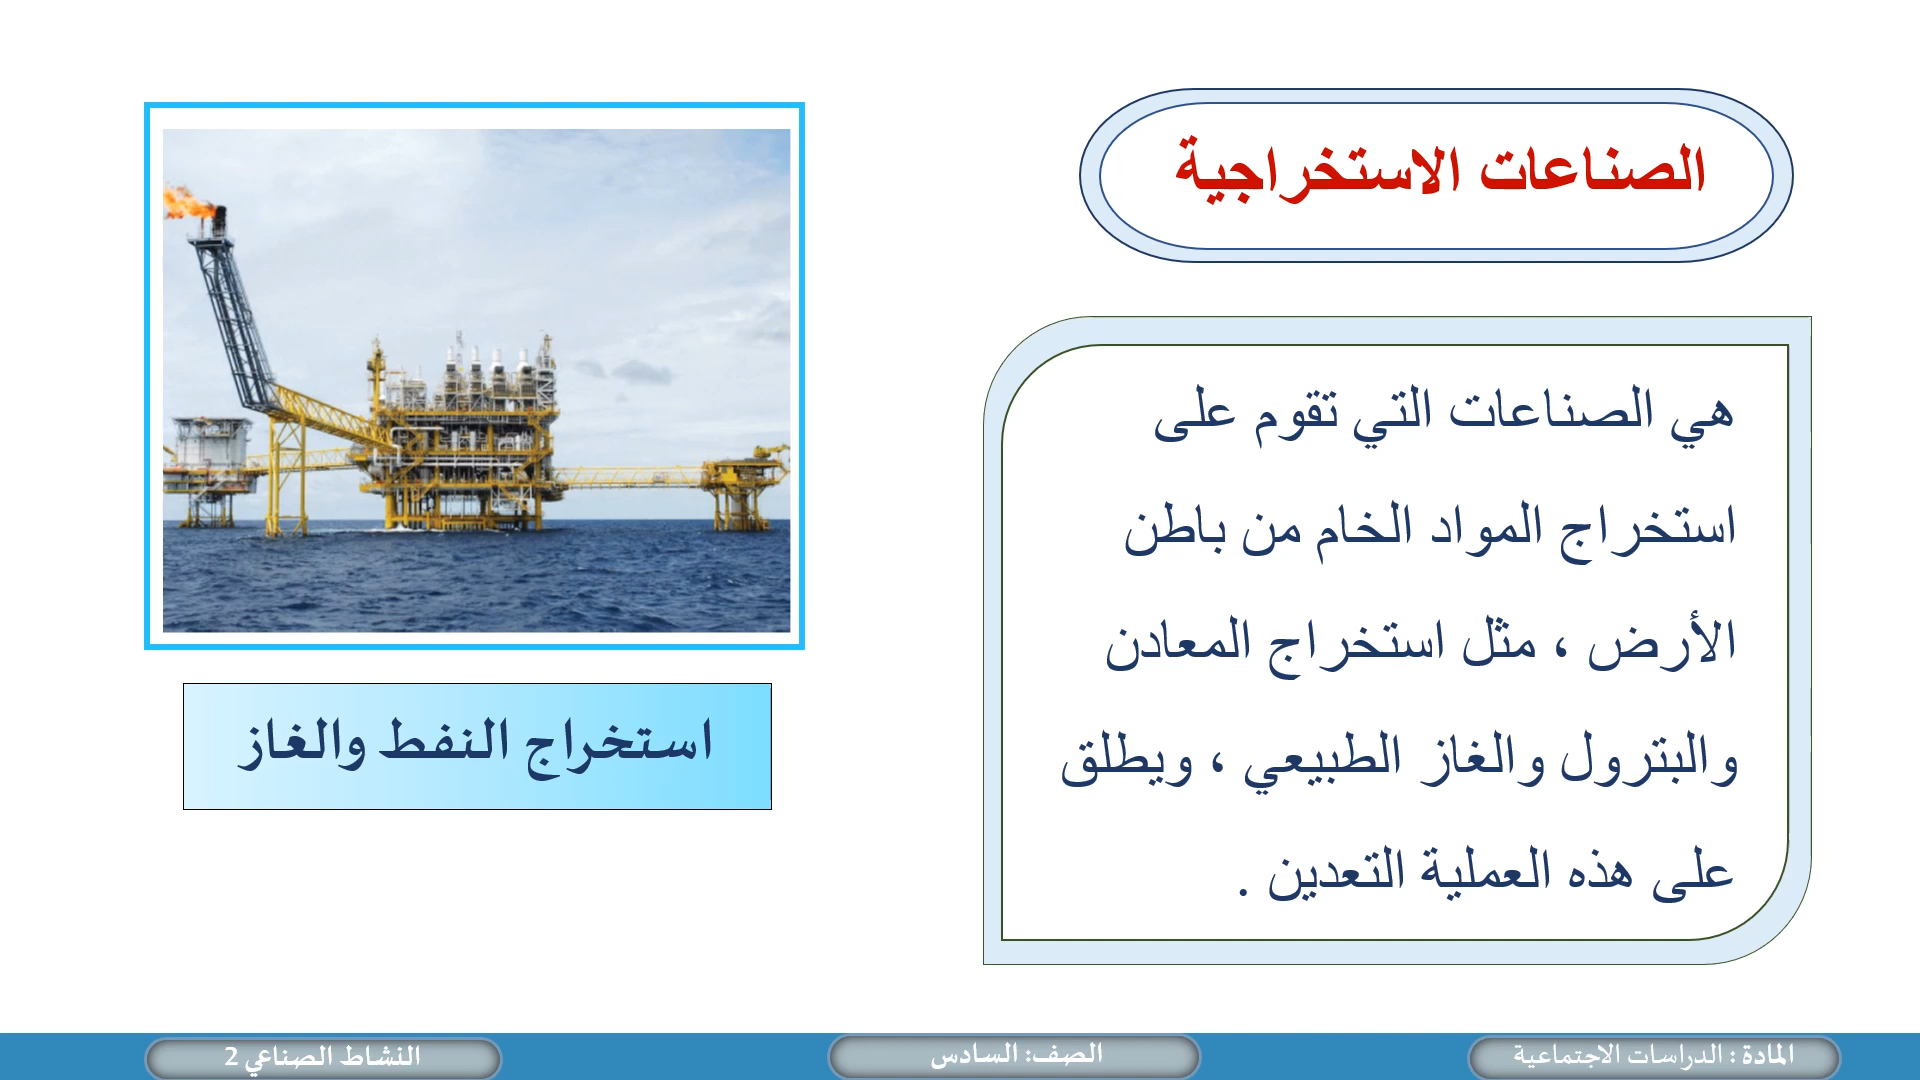 الصناعات الاستخراجية
هي الصناعات التي تقوم على
استخراج المواد الخام من باطن
الأرض ، مثل استخراج المعادن
والبترول والغاز الطبيعي ، ويطلق
على هذه العملية التعدين .
استخراج النفط والغاز
المادة : الدراسات الاجتماعية
الصف: السادس
النشاط الصناعي 2